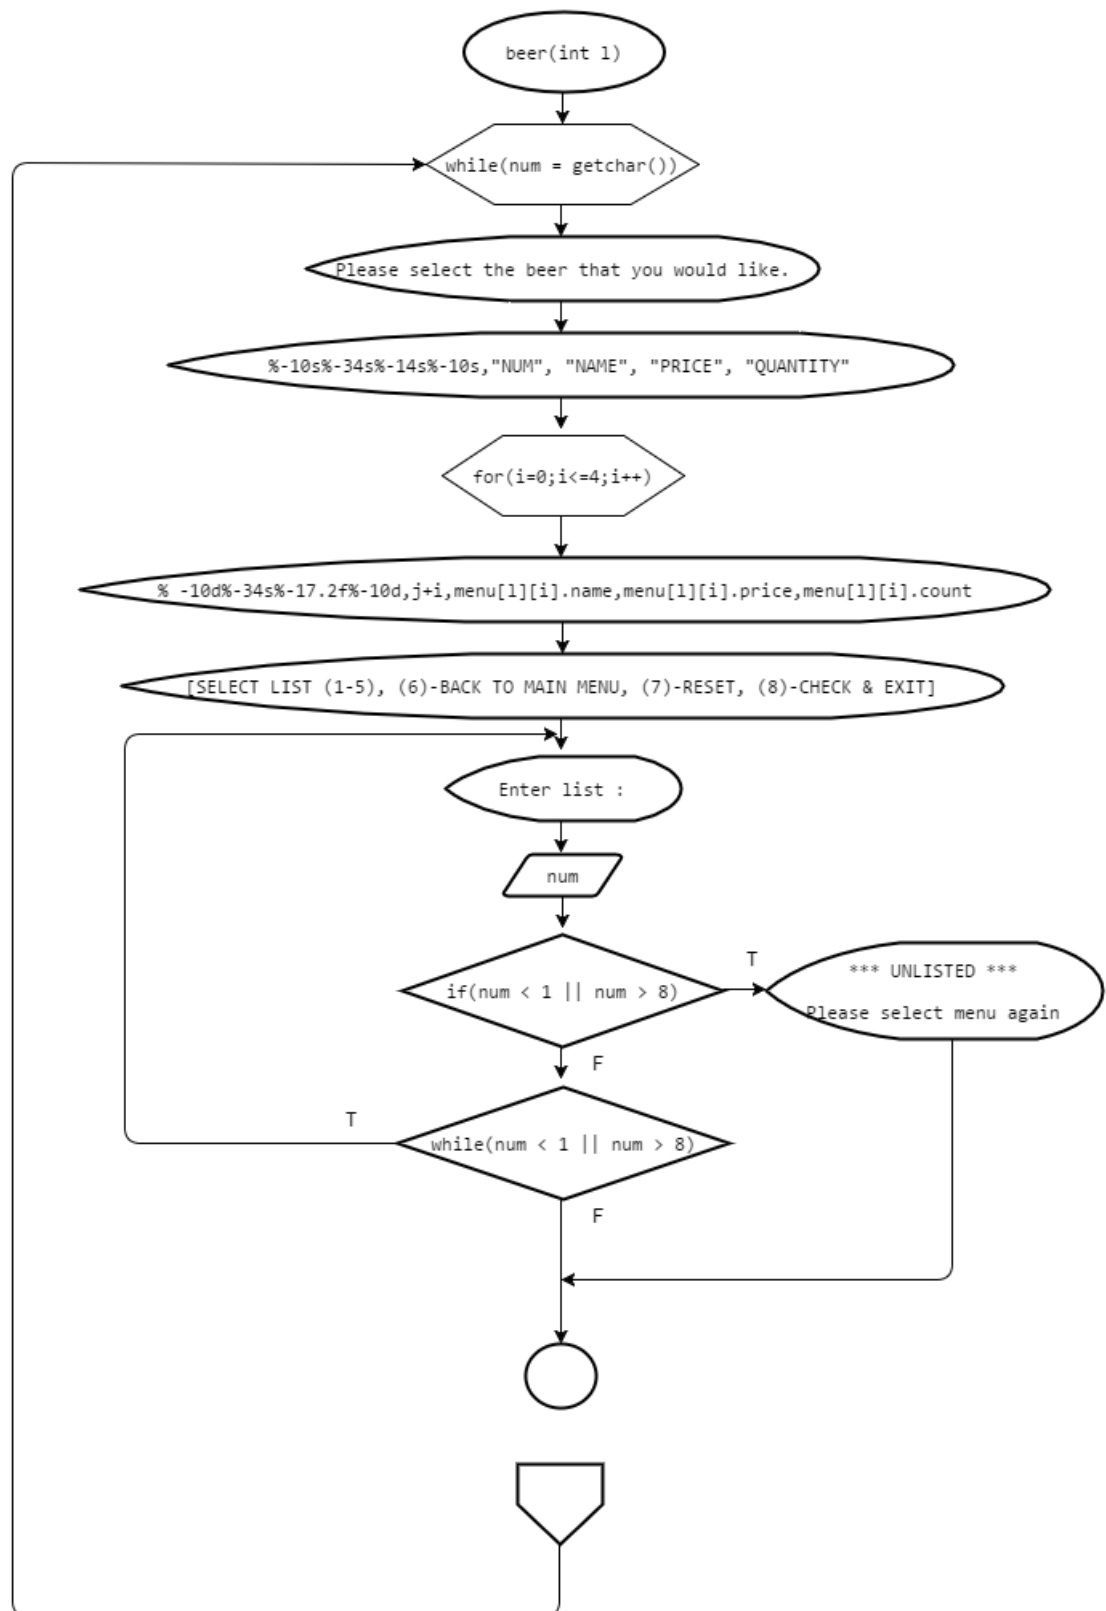 beer(int l)
while(num = getchar())
Please select the beer that you would like.
%-10s%-34s%-14s%-10s,"NUM", "NAME", "PRICE", "QUANTITY"
for(i=0;i<=4;i++)
% -10d%-34s%-17.2f%-10d,j+i,menu[l][i].name,menu[l][i].price,menu[l][i].count
[SELECT LIST (1-5), (6)-BACK TO MAIN MENU, (7)-RESET, (8)-CHECK & EXIT]
Enter list :
num
if(num < 1 || num > 8)
T
*** UNLISTED ***
Please select menu again
F
while(num < 1 || num > 8)
T
F